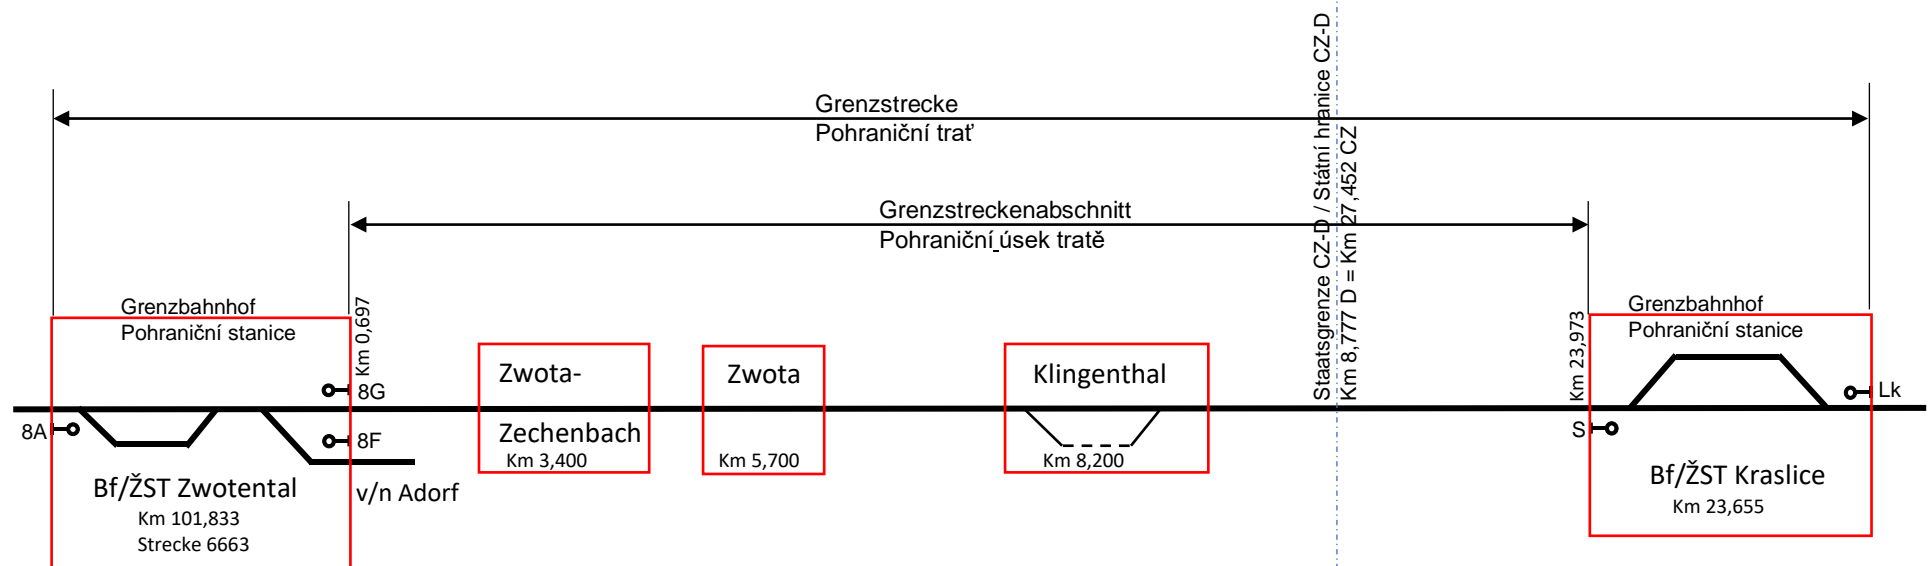 Grenzstrecke
Pohraniční trať
Staatsgrenze CZ-D / Státní hranice CZ-D
Km 8,777 D = Km 27,452 CZ
Grenzstreckenabschnitt
Pohraniční úsek tratě
Grenzbahnhof
Pohraniční stanice
Km 0,697
8G
8A
8F
Bf/ŽST Zwotental
Km 101,833
Strecke 6663
v/n Adorf
Zwota-
Zechenbach
Km 3,400
Zwota
Km 5,700
Klingenthal
Km 8,200
Km 23,973
Grenzbahnhof
Pohraniční stanice
Lk
S
Bf/ŽST Kraslice
Km 23,655